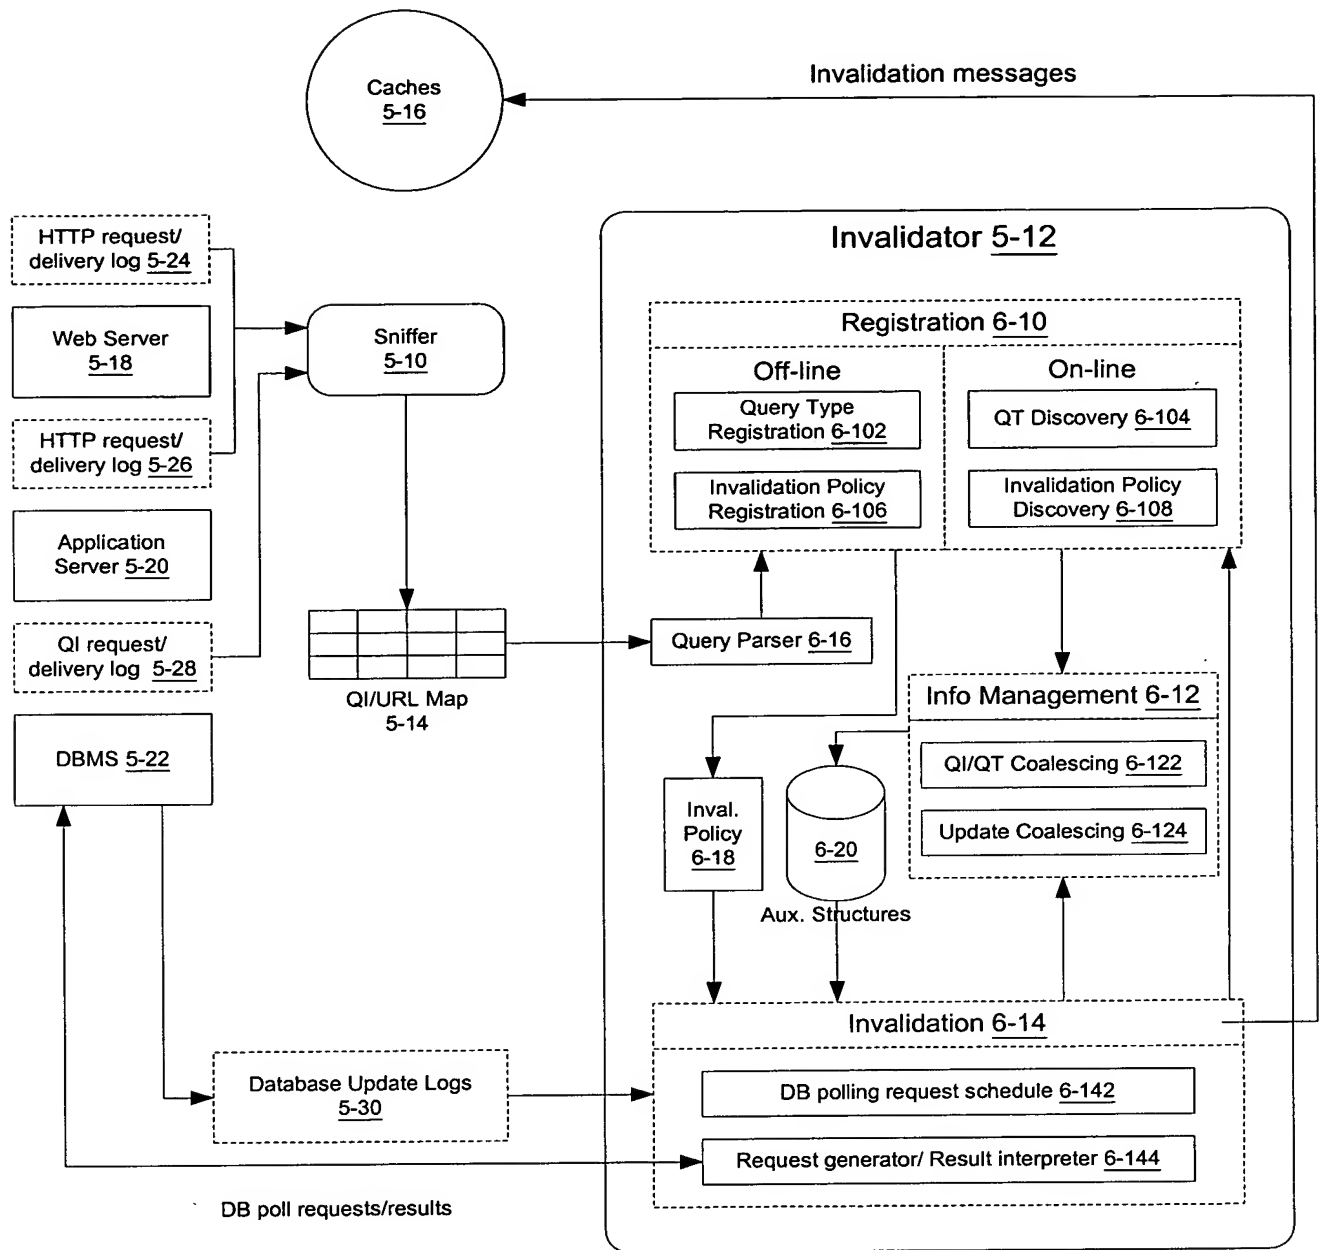 Caches
5-16
Invalidation messages
HTTP request/
delivery log 5-24
Web Server
5-18
HTTP request/
delivery log 5-26
Application
Server 5-20
QI request/
delivery log 5-28
DBMS 5-22
Sniffer
5-10
QI/URL Map
5-14
Invalidator 5-12
Registration 6-10
Off-line
Query Type
Registration 6-102
Invalidation Policy
Registration 6-106
On-line
QT Discovery 6-104
Invalidation Policy
Discovery 6-108
Query Parser 6-16
Info Management 6-12
QI/QT Coalescing 6-122
Update Coalescing 6-124
Inval.
Policy
6-18
6-20
Aux. Structures
Invalidation 6-14
DB polling request schedule 6-142
Request generator/ Result interpreter 6-144
Database Update Logs
5-30
DB poll requests/results